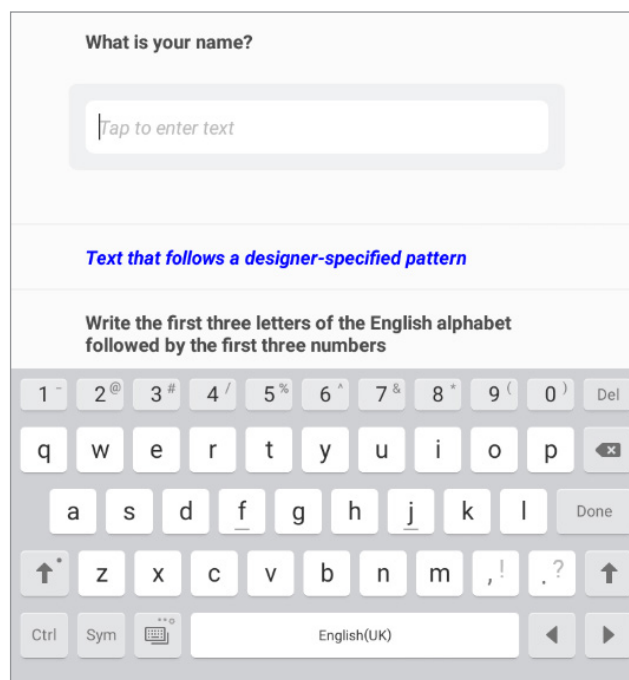 What is your name?
Tap to enter text
Text that follows a designer-specified pattern
Write the first three letters of the English alphabet
followed by the first three numbers
1 - 2 @ 3 # 4 / 5 % 6 ^ 7 & 8 * 9 ( 0 ) Del
q w e r t y u i o p
a s d f g h j k l Done
z x c v b n m , ! . ?
Ctrl Sym English(UK)